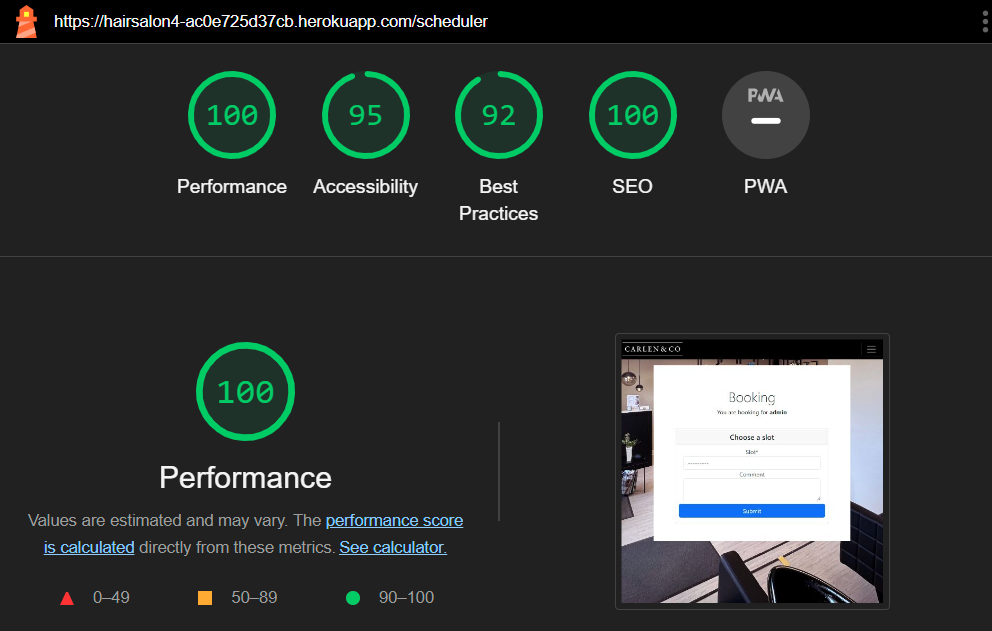 https://hairsalon4-ac0e725d37cb.herokuapp.com/scheduler
100
95
92
100
PWA
Performance
Accessibility
Best
Practices
SEO
PWA
100
Performance
Values are estimated and may vary. The performance score
is calculated directly from these metrics. See calculator.
0–49
50–89
90–100
CARLEN & CO
Booking
You are booking for admin
Choose a slot
Slot*
---------
Comment
Submit